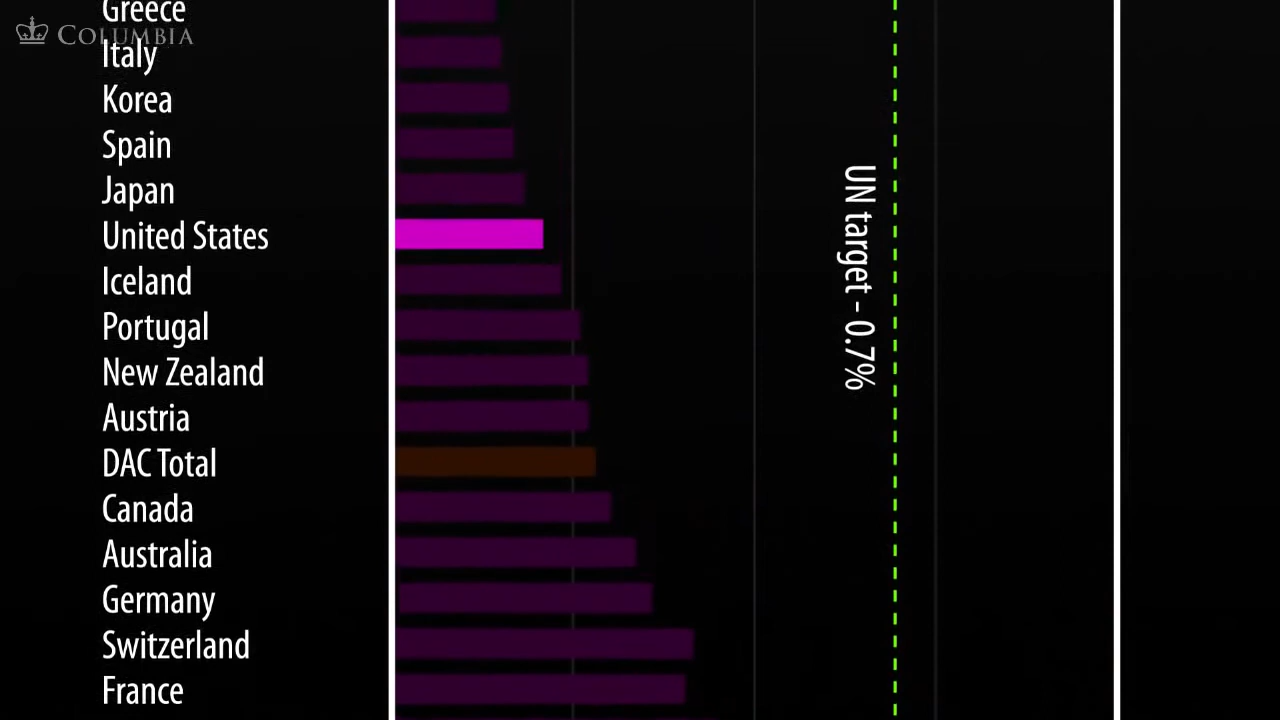 Greece
COLUMBIA
Italy
Korea
Spain
Japan
United States
Iceland
Portugal
New Zealand
Austria
DAC Total
Canada
Australia
Germany
Switzerland
France
UN target - 0.7%